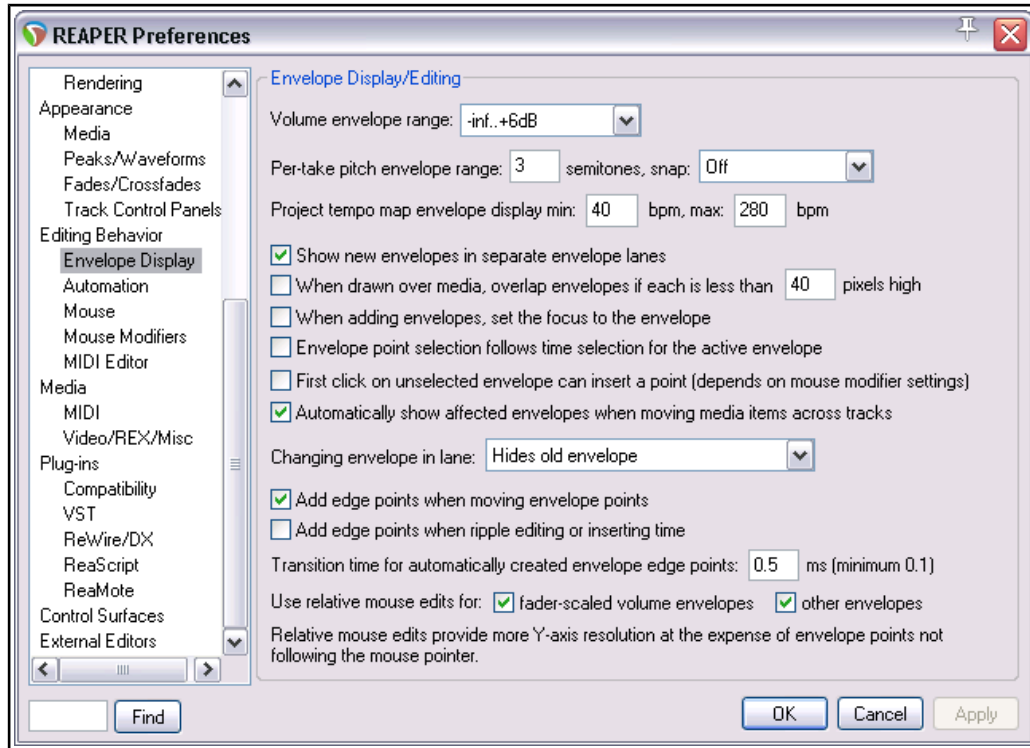 REAPER Preferences
Rendering
Appearance
Media
Peaks/Waveforms
Fades/Crossfades
Track Control Panels
Editing Behavior
Envelope Display
Automation
Mouse
Mouse Modifiers
MIDI Editor
Media
MIDI
Video/REX/Misc
Plug-ins
Compatibility
VST
ReWire/DX
ReaScript
ReaMote
Control Surfaces
External Editors
Find
Envelope Display/Editing
Volume envelope range: -inf..+6dB
Per-take pitch envelope range: 3 semitones, snap: Off
Project tempo map envelope display min: 40 bpm, max: 280 bpm
Show new envelopes in separate envelope lanes
When drawn over media, overlap envelopes if each is less than 40 pixels high
When adding envelopes, set the focus to the envelope
Envelope point selection follows time selection for the active envelope
First click on unselected envelope can insert a point (depends on mouse modifier settings)
Automatically show affected envelopes when moving media items across tracks
Changing envelope in lane: Hides old envelope
Add edge points when moving envelope points
Add edge points when ripple editing or inserting time
Transition time for automatically created envelope edge points: 0.5 ms (minimum 0.1)
Use relative mouse edits for: fader-scaled volume envelopes other envelopes
Relative mouse edits provide more Y-axis resolution at the expense of envelope points not
following the mouse pointer.
OK Cancel Apply